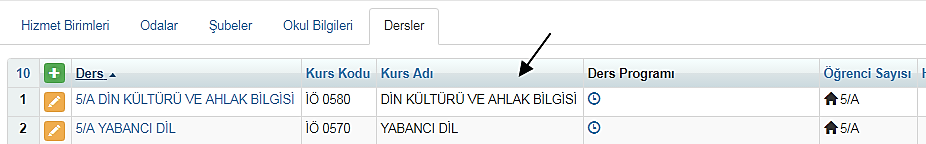 Hizmet Birimleri Odalar Şubeler Okul Bilgileri Dersler
10 Ders Kurs Kodu Kurs Adı Ders Programı Öğrenci Sayısı
1 5/A DİN KÜLTÜRÜ VE AHLAK BİLGİSİ İÖ 0580 DİN KÜLTÜRÜ VE AHLAK BİLGİSİ 5/A
2 5/A YABANCI DİL İÖ 0570 YABANCI DİL 5/A